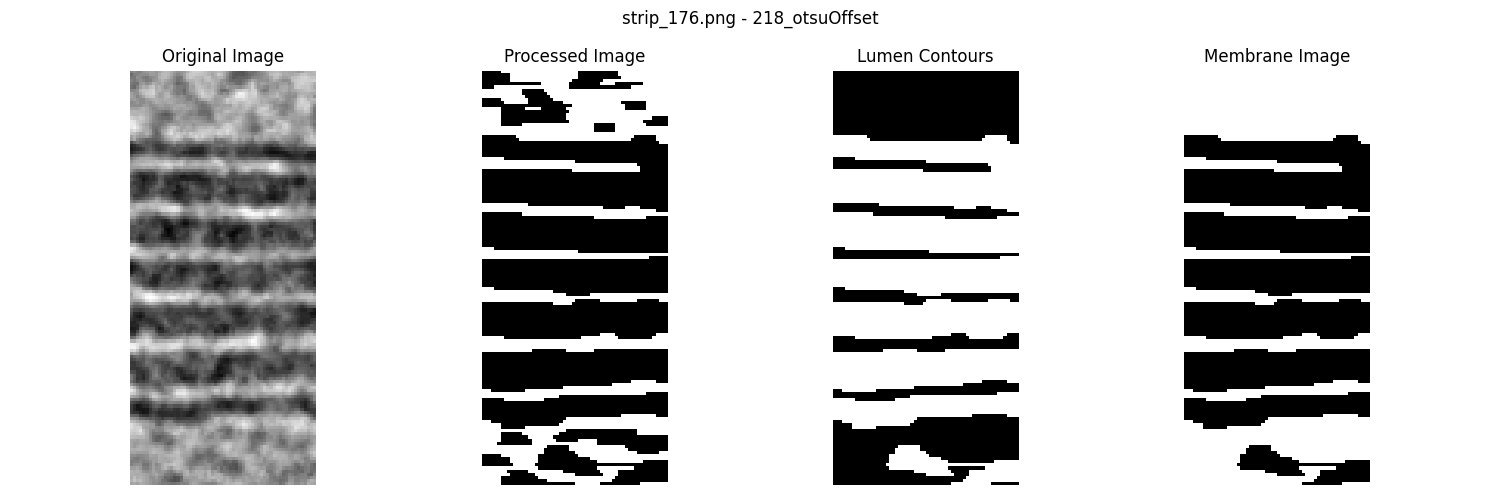 strip_176.png - 218_otsuOffset
Original Image
Processed Image
Lumen Contours
Membrane Image